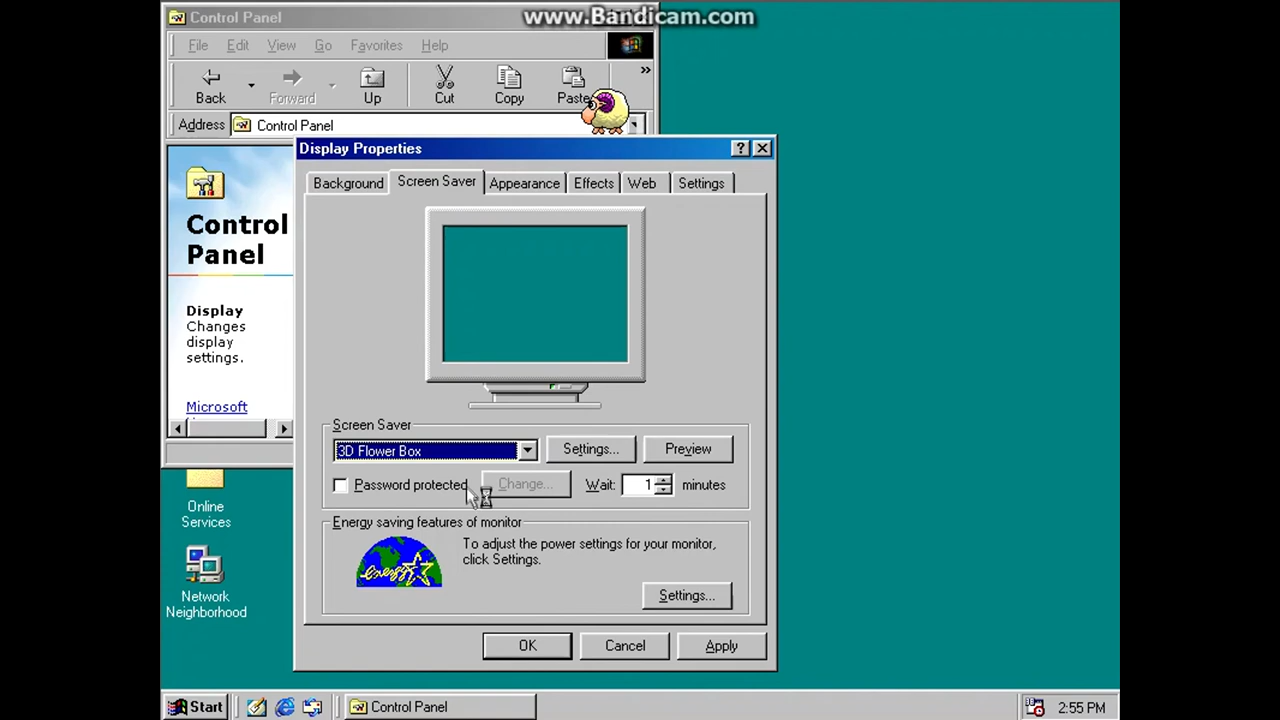 Control Panel
www.Bandicam.com
File Edit View Go Favorites Help
Back Forward Up Cut Copy Paste »
Address Control Panel
Display Properties
Background Screen Saver Appearance Effects Web Settings
Control
Panel
Display
Changes
display
settings.
Microsoft
Screen Saver
3D Flower Box Settings... Preview
Password protected Change... Wait: 1 minutes
Energy saving features of monitor
To adjust the power settings for your monitor,
click Settings.
energy
Settings...
OK Cancel Apply
Online
Services
Network
Neighborhood
Start Control Panel 2:55 PM